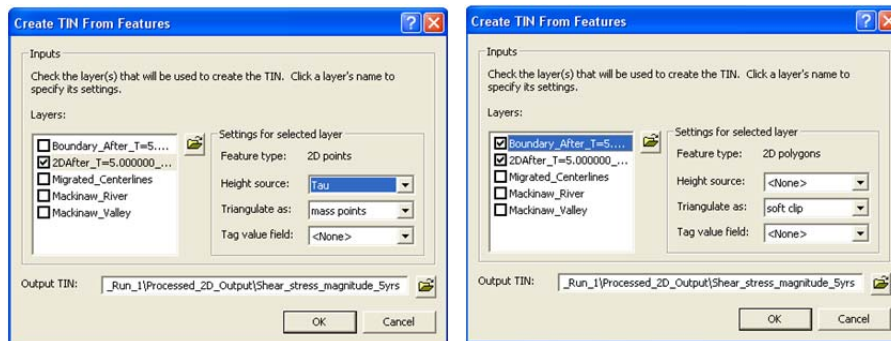 Create TIN From Features
Inputs
Check the layer(s) that will be used to create the TIN. Click a layer's name to
specify its settings.
Layers:
Boundary_After_T=5....
2DAfter_T=5.000000_...
Migrated_Centerlines
Mackinaw_River
Mackinaw_Valley
Settings for selected layer
Feature type: 2D points
Height source: Tau
Triangulate as: mass points
Tag value field: <None>
Output TIN: _Run_1\Processed_2D_Output\Shear_stress_magnitude_5yrs
OK Cancel
Create TIN From Features
Inputs
Check the layer(s) that will be used to create the TIN. Click a layer's name to
specify its settings.
Layers:
Boundary_After_T=5....
2DAfter_T=5.000000_...
Migrated_Centerlines
Mackinaw_River
Mackinaw_Valley
Settings for selected layer
Feature type: 2D polygons
Height source: <None>
Triangulate as: soft clip
Tag value field: <None>
Output TIN: _Run_1\Processed_2D_Output\Shear_stress_magnitude_5yrs
OK Cancel